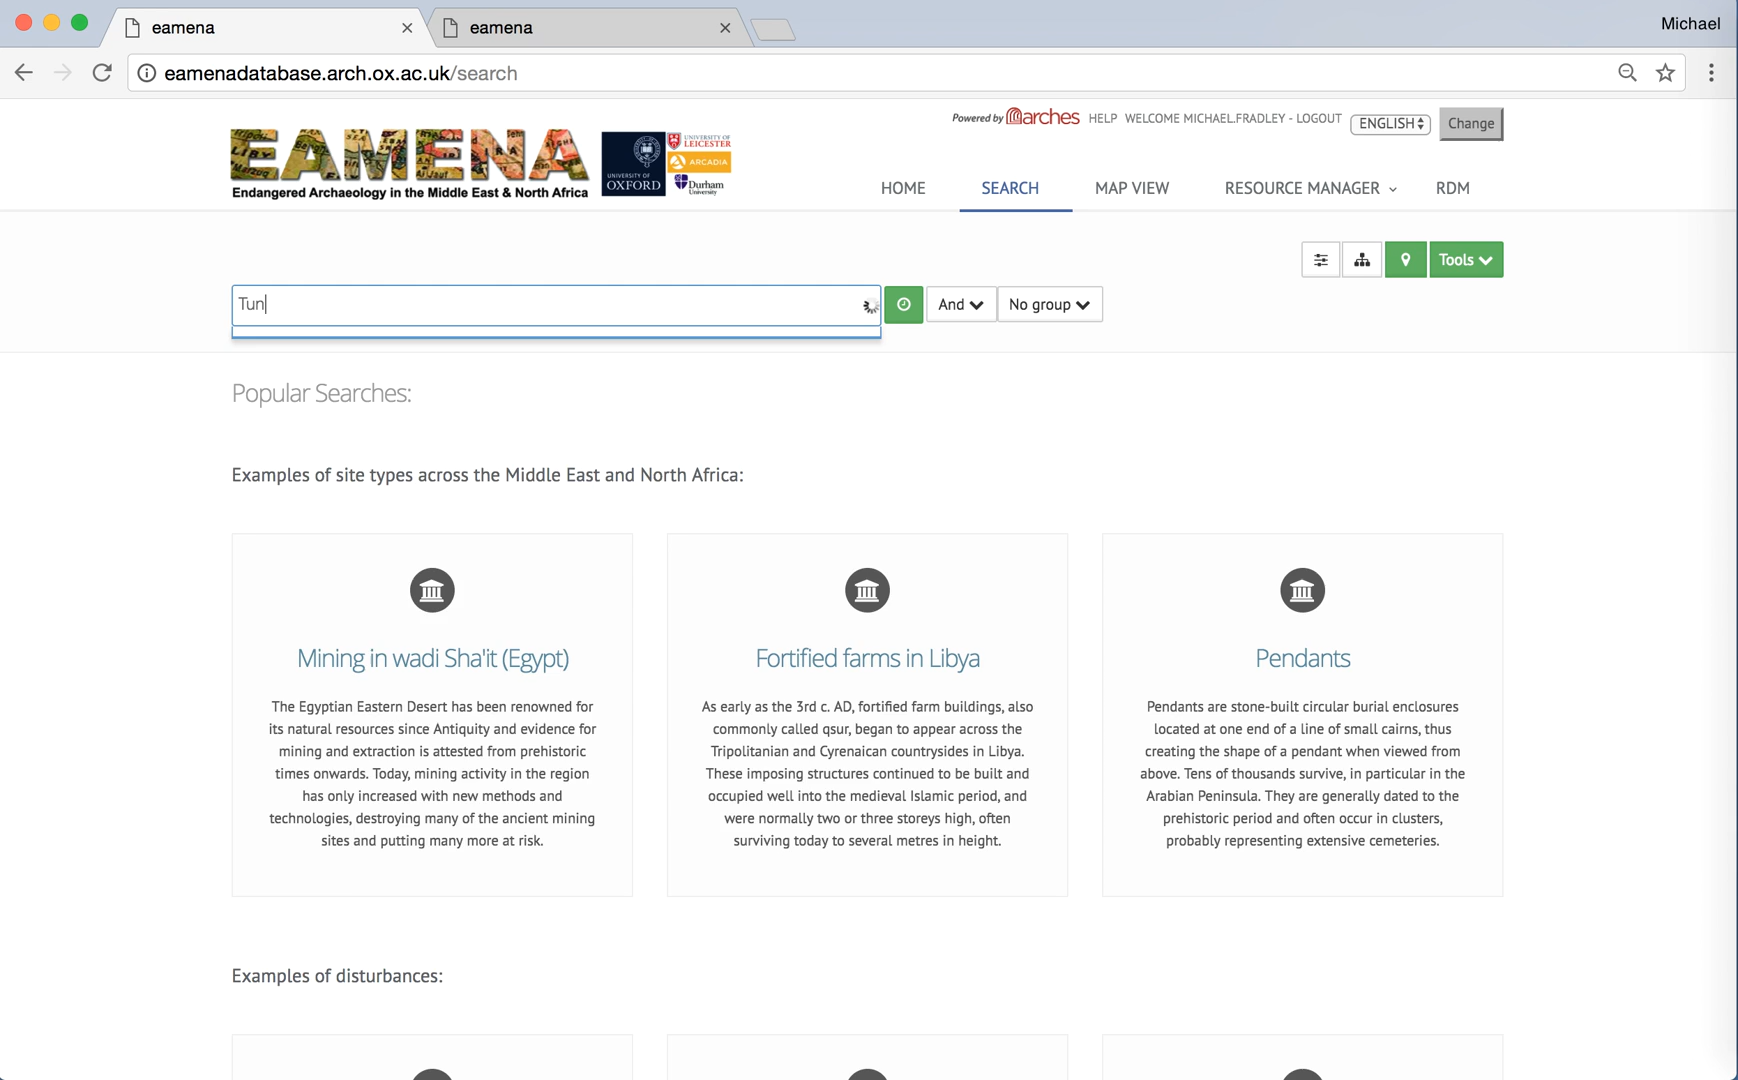 eamena
eamena
Michael
eamenadatabase.arch.ox.ac.uk/search
Powered by arches HELP WELCOME MICHAEL.FRADLEY - LOGOUT ENGLISH Change
EAMENA
Endangered Archaeology in the Middle East & North Africa
UNIVERSITY OF
OXFORD
UNIVERSITY OF
LEICESTER
ARCADIA
Durham
University
HOME SEARCH MAP VIEW RESOURCE MANAGER RDM
Tools
Tun And No group
Popular Searches:
Examples of site types across the Middle East and North Africa:
Mining in wadi Sha'it (Egypt)
The Egyptian Eastern Desert has been renowned for
its natural resources since Antiquity and evidence for
mining and extraction is attested from prehistoric
times onwards. Today, mining activity in the region
has only increased with new methods and
technologies, destroying many of the ancient mining
sites and putting many more at risk.
Fortified farms in Libya
As early as the 3rd c. AD, fortified farm buildings, also
commonly called qsur, began to appear across the
Tripolitanian and Cyrenaican countrysides in Libya.
These imposing structures continued to be built and
occupied well into the medieval Islamic period, and
were normally two or three storeys high, often
surviving today to several metres in height.
Pendants
Pendants are stone-built circular burial enclosures
located at one end of a line of small cairns, thus
creating the shape of a pendant when viewed from
above. Tens of thousands survive, in particular in the
Arabian Peninsula. They are generally dated to the
prehistoric period and often occur in clusters,
probably representing extensive cemeteries.
Examples of disturbances: